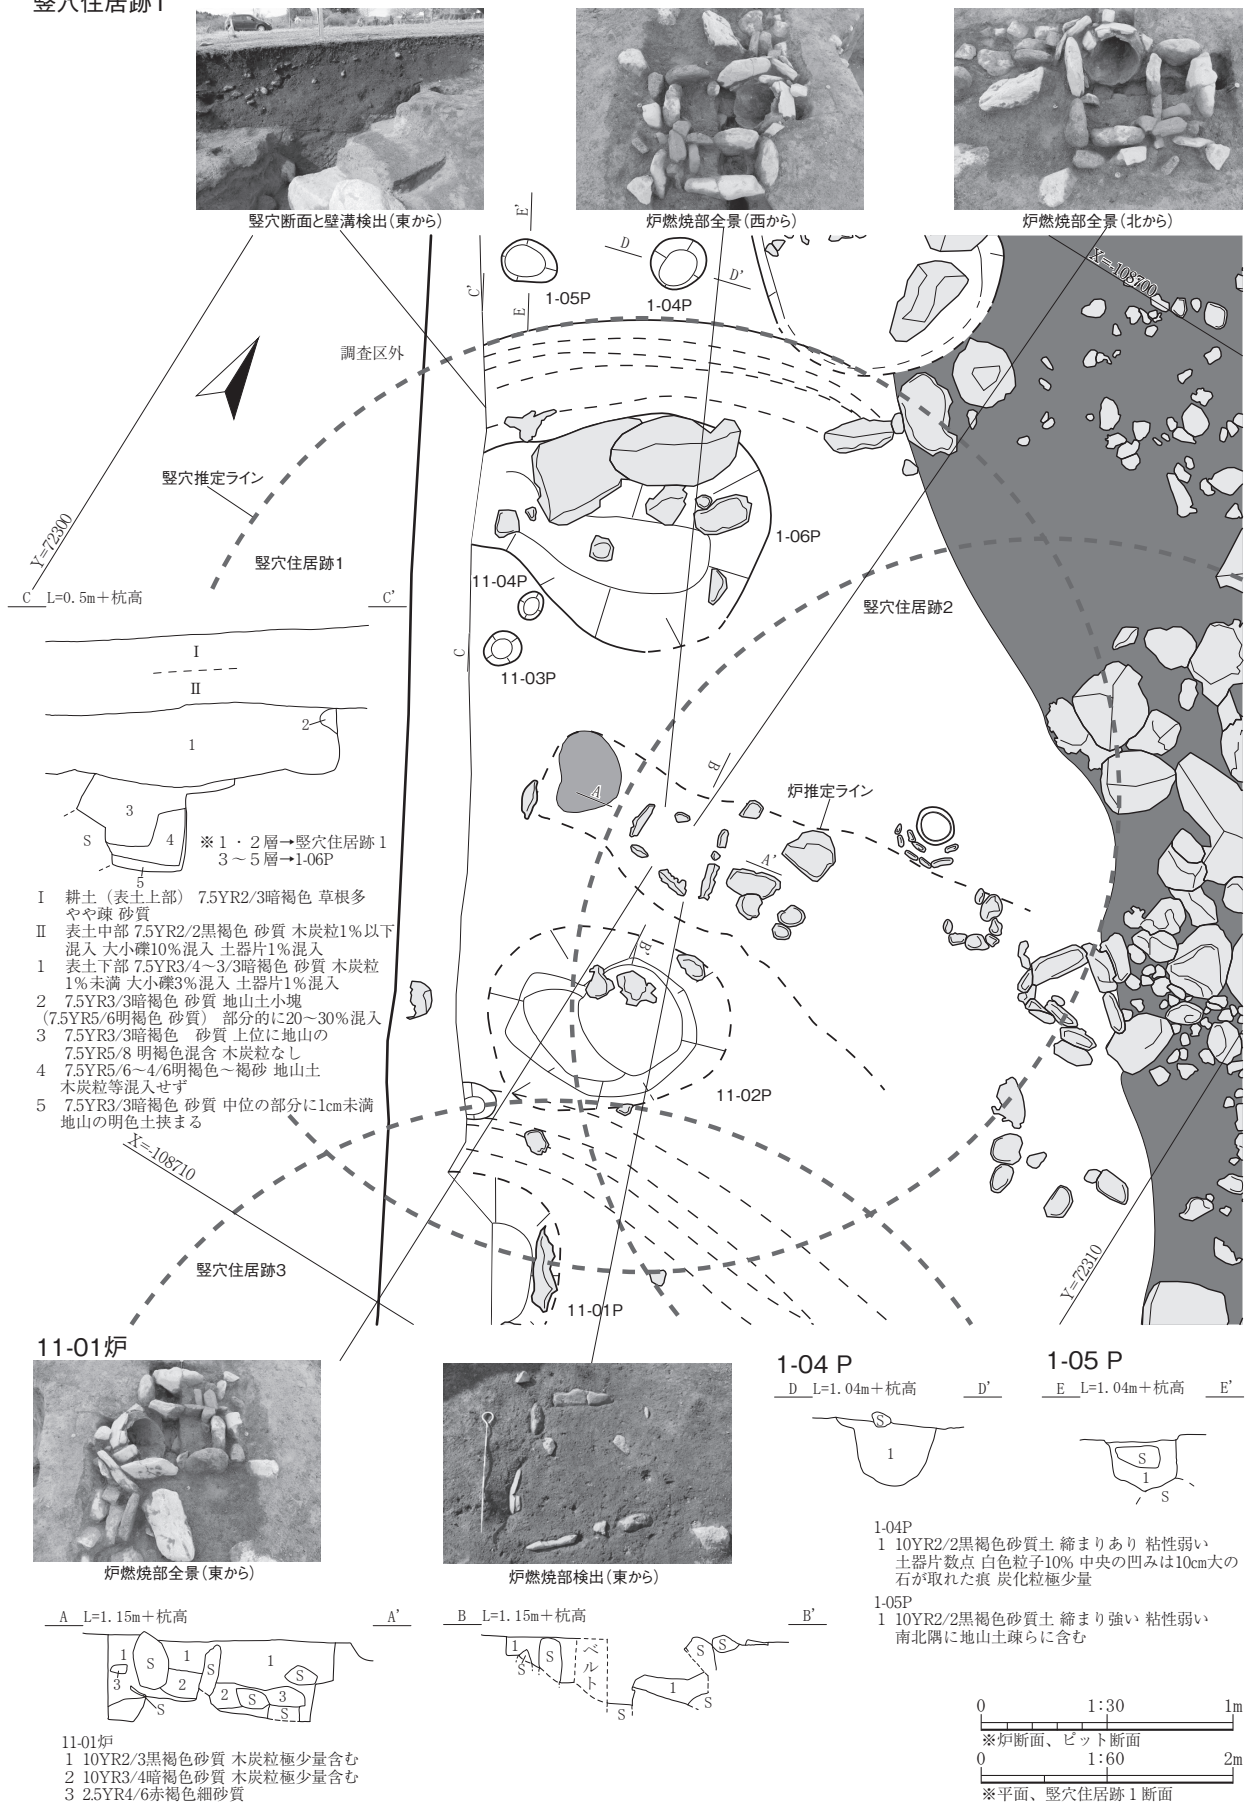 竪穴住居跡1
竪穴断面と壁溝検出（東から）
炉燃焼部全景（西から）
炉燃焼部全景（北から）
E'
D
D'
C'
E
1-05P
1-04P
X=-108700
調査区外
竪穴推定ライン
Y=72300
竪穴住居跡1
1-06P
11-04P
竪穴住居跡2
C
11-03P
C L=0.5m＋杭高 C'
I
II
2
1
3
S
4
5
※１・２層→竪穴住居跡１
３～５層→1-06P
B
A
炉推定ライン
A'
B'
I 耕土（表土上部） 7.5YR2/3暗褐色 草根多
やや疎 砂質
II 表土中部 7.5YR2/2黒褐色 砂質 木炭粒1%以下
混入 大小礫10%混入 土器片1%混入
1 表土下部 7.5YR3/4～3/3暗褐色 砂質 木炭粒
1%未満 大小礫3%混入 土器片1%混入
2 7.5YR3/3暗褐色 砂質 地山土小塊
（7.5YR5/6明褐色 砂質） 部分的に20～30%混入
3 7.5YR3/3暗褐色 砂質 上位に地山の
7.5YR5/8 明褐色混含 木炭粒なし
4 7.5YR5/6～4/6明褐色～褐砂 地山土
木炭粒等混入せず
5 7.5YR3/3暗褐色 砂質 中位の部分に1cm未満
地山の明色土挟まる
11-02P
X=-108710
竪穴住居跡3
11-01P
Y=72310
11-01炉
炉燃焼部全景（東から）
炉燃焼部検出（東から）
1-04 P
D L=1.04m＋杭高 D'
S
1
1-05 P
E L=1.04m＋杭高 E'
S
1
S
1-04P
1 10YR2/2黒褐色砂質土 締まりあり 粘性弱い
土器片数点 白色粒子10% 中央の凹みは10cm大の
石が取れた痕 炭化粒極少量
1-05P
1 10YR2/2黒褐色砂質土 締まり強い 粘性弱い
南北隅に地山土疎らに含む
A L=1.15m＋杭高 A'
1 S 1 S 1 S
3 2 2 S 3
S S
B L=1.15m＋杭高 B'
1 S ベルト S S
S 1 S
S
11-01炉
1 10YR2/3黒褐色砂質 木炭粒極少量含む
2 10YR3/4暗褐色砂質 木炭粒極少量含む
3 2.5YR4/6赤褐色細砂質
0 1:30 1m
※炉断面、ピット断面
0 1:60 2m
※平面、竪穴住居跡１断面